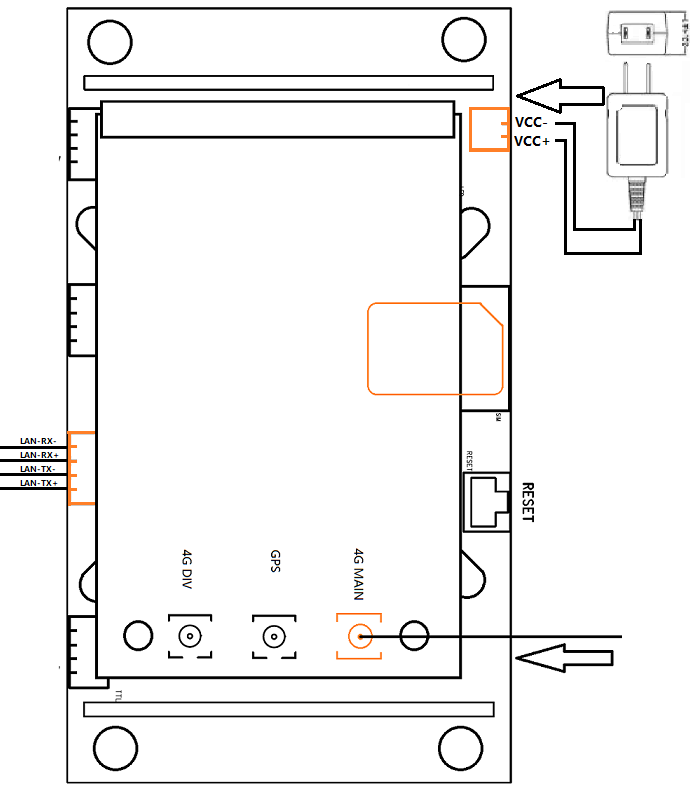 VCC-
VCC+
SIM
LAN-RX-
LAN-RX+
LAN-TX-
LAN-TX+
RESET
RESET
4G DIV
GPS
4G MAIN
TTL